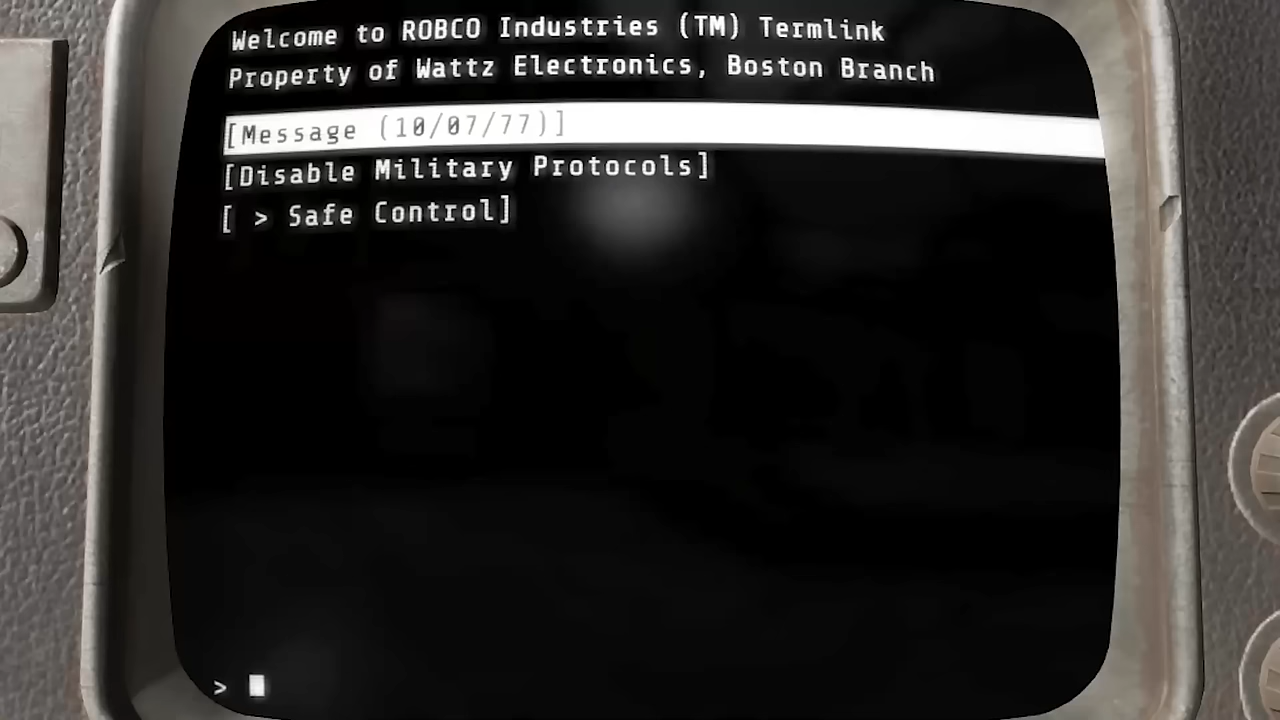 Welcome to ROBCO Industries (TM) Termlink
Property of Wattz Electronics, Boston Branch
[Message (10/07/77)]
[Disable Military Protocols]
[ > Safe Control]
>